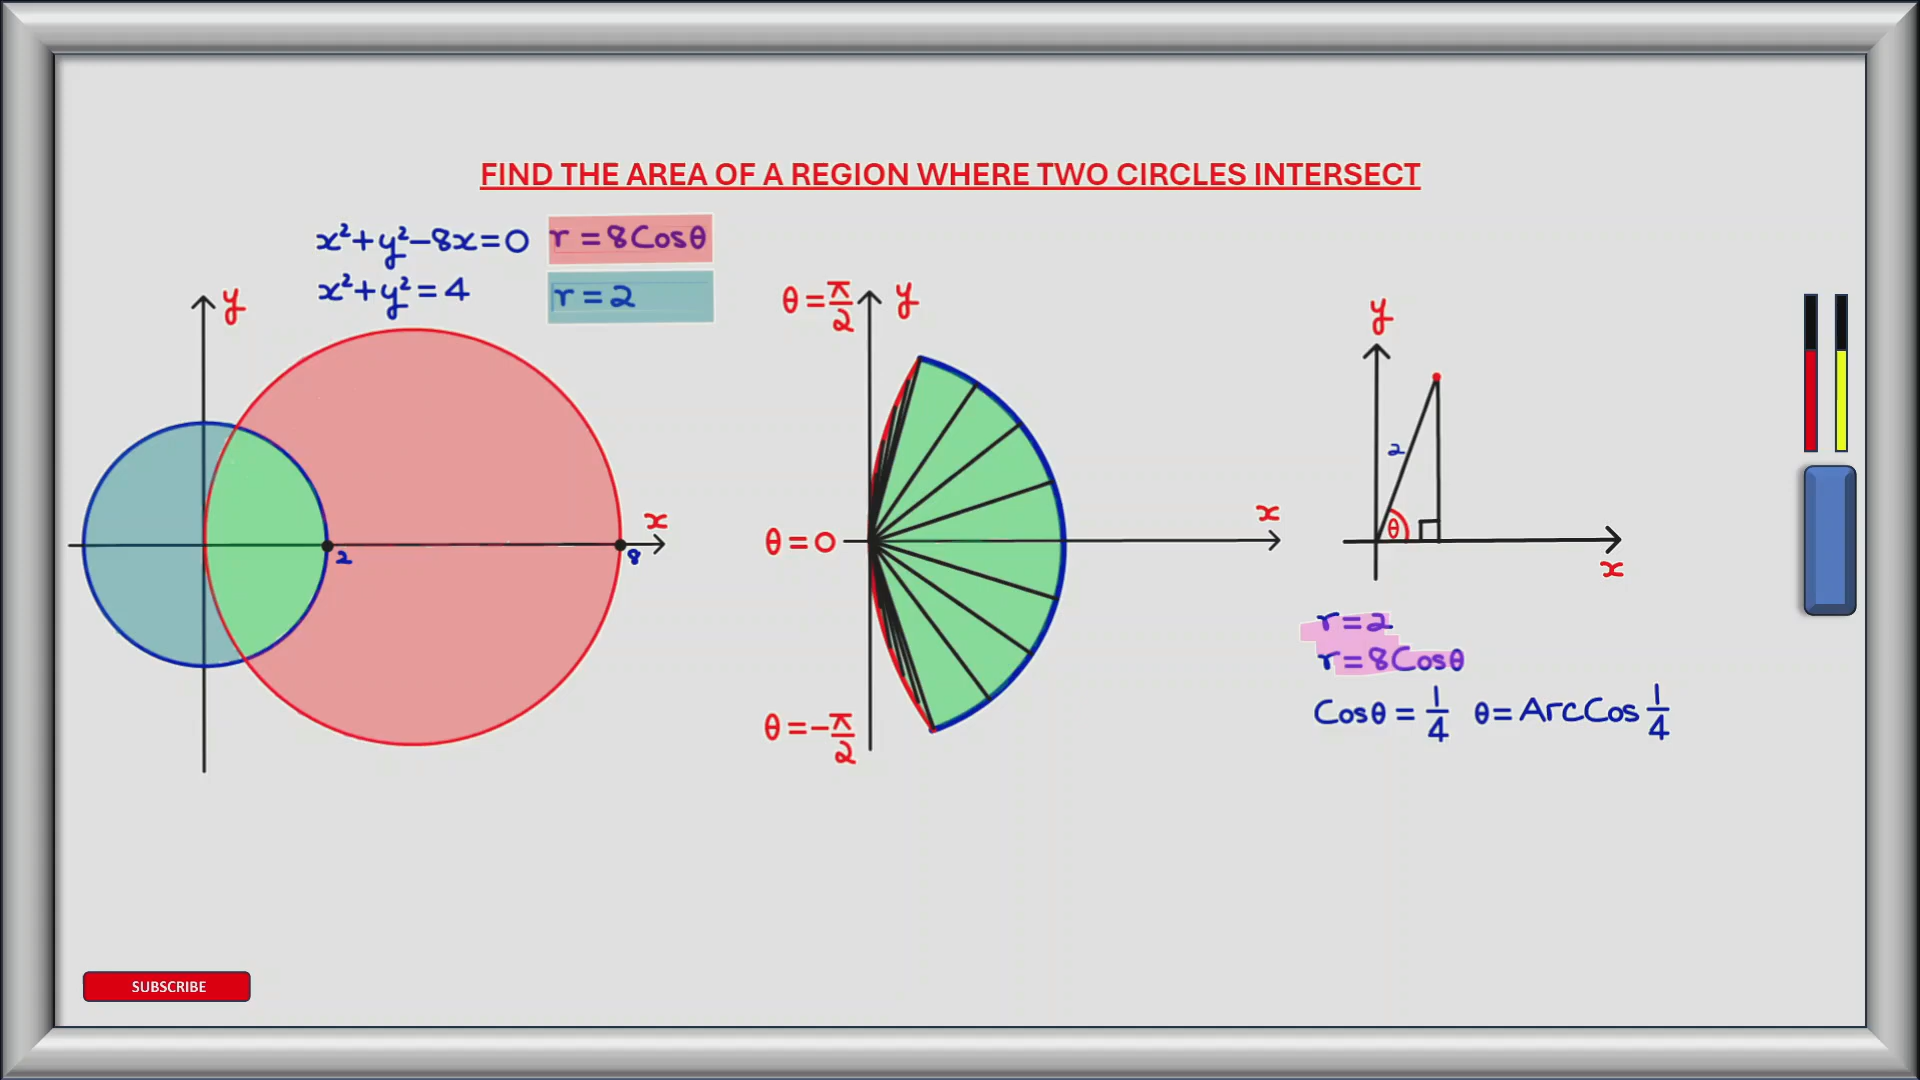 FIND THE AREA OF A REGION WHERE TWO CIRCLES INTERSECT
x²+y²-8x=0 r=8Cosθ
x²+y²=4 r=2
y
x
2
8
θ=π/2 y
θ=0
x
θ=-π/2
y
2
θ
x
r=2
r=8Cosθ
Cosθ=1/4 θ=ArcCos 1/4
SUBSCRIBE